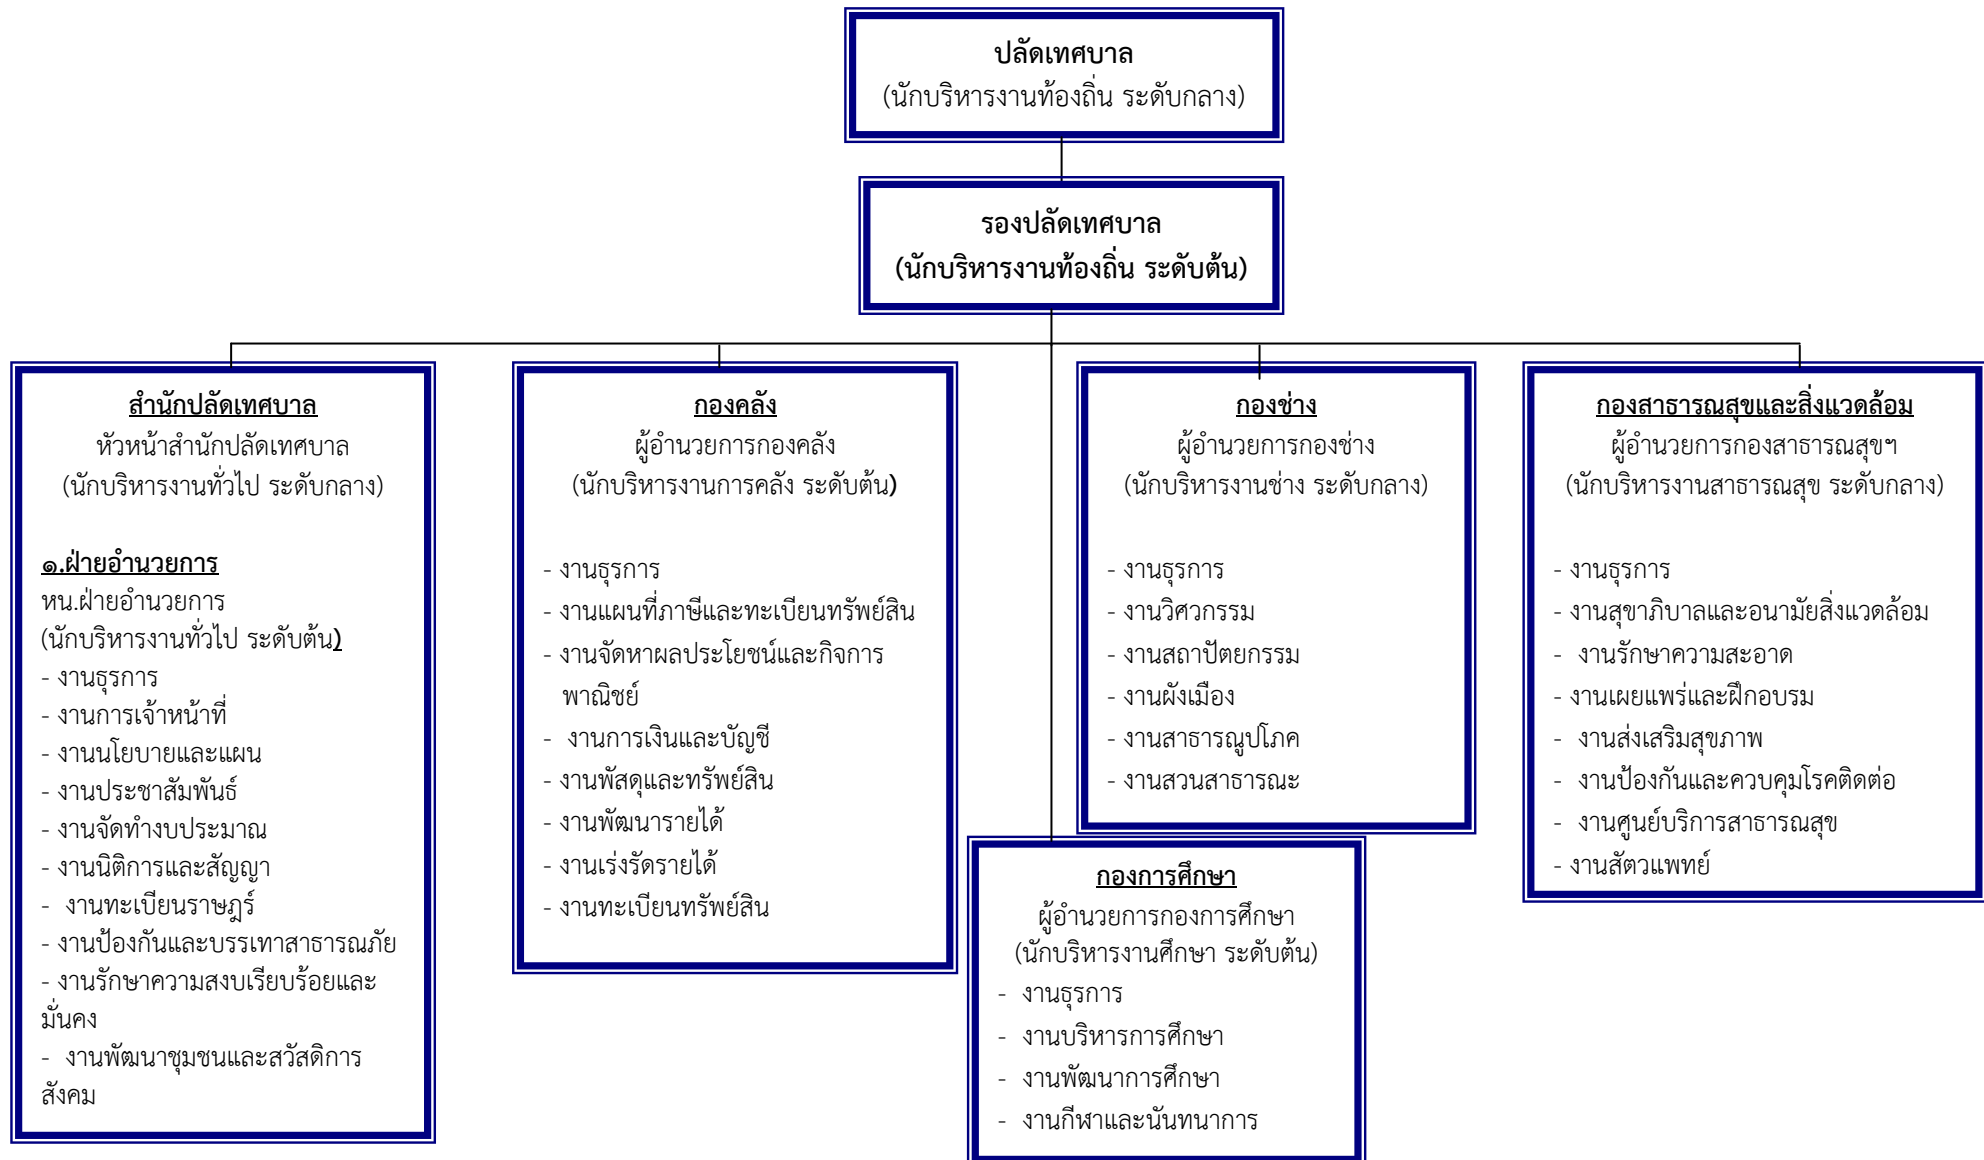 ปลัดเทศบาล
(นักบริหารงานท้องถิ่น ระดับกลาง)
รองปลัดเทศบาล
(นักบริหารงานท้องถิ่น ระดับต้น)
สำนักปลัดเทศบาล
หัวหน้าสำนักปลัดเทศบาล
(นักบริหารงานทั่วไป ระดับกลาง)
๑.ฝ่ายอำนวยการ
หน.ฝ่ายอำนวยการ
(นักบริหารงานทั่วไป ระดับต้น)
- งานธุรการ
- งานการเจ้าหน้าที่
- งานนโยบายและแผน
- งานประชาสัมพันธ์
- งานจัดทำงบประมาณ
- งานนิติการและสัญญา
- งานทะเบียนราษฎร์
- งานป้องกันและบรรเทาสาธารณภัย
- งานรักษาความสงบเรียบร้อยและ
มั่นคง
- งานพัฒนาชุมชนและสวัสดิการ
สังคม
กองคลัง
ผู้อำนวยการกองคลัง
(นักบริหารงานการคลัง ระดับต้น)
- งานธุรการ
- งานแผนที่ภาษีและทะเบียนทรัพย์สิน
- งานจัดหาผลประโยชน์และกิจการ
พาณิชย์
- งานการเงินและบัญชี
- งานพัสดุและทรัพย์สิน
- งานพัฒนารายได้
- งานเร่งรัดรายได้
- งานทะเบียนทรัพย์สิน
กองช่าง
ผู้อำนวยการกองช่าง
(นักบริหารงานช่าง ระดับกลาง)
- งานธุรการ
- งานวิศวกรรม
- งานสถาปัตยกรรม
- งานผังเมือง
- งานสาธารณูปโภค
- งานสวนสาธารณะ
กองสาธารณสุขและสิ่งแวดล้อม
ผู้อำนวยการกองสาธารณสุขฯ
(นักบริหารงานสาธารณสุข ระดับกลาง)
- งานธุรการ
- งานสุขาภิบาลและอนามัยสิ่งแวดล้อม
- งานรักษาความสะอาด
- งานเผยแพร่และฝึกอบรม
- งานส่งเสริมสุขภาพ
- งานป้องกันและควบคุมโรคติดต่อ
- งานศูนย์บริการสาธารณสุข
- งานสัตวแพทย์
กองการศึกษา
ผู้อำนวยการกองการศึกษา
(นักบริหารงานศึกษา ระดับต้น)
- งานธุรการ
- งานบริหารการศึกษา
- งานพัฒนาการศึกษา
- งานกีฬาและนันทนาการ